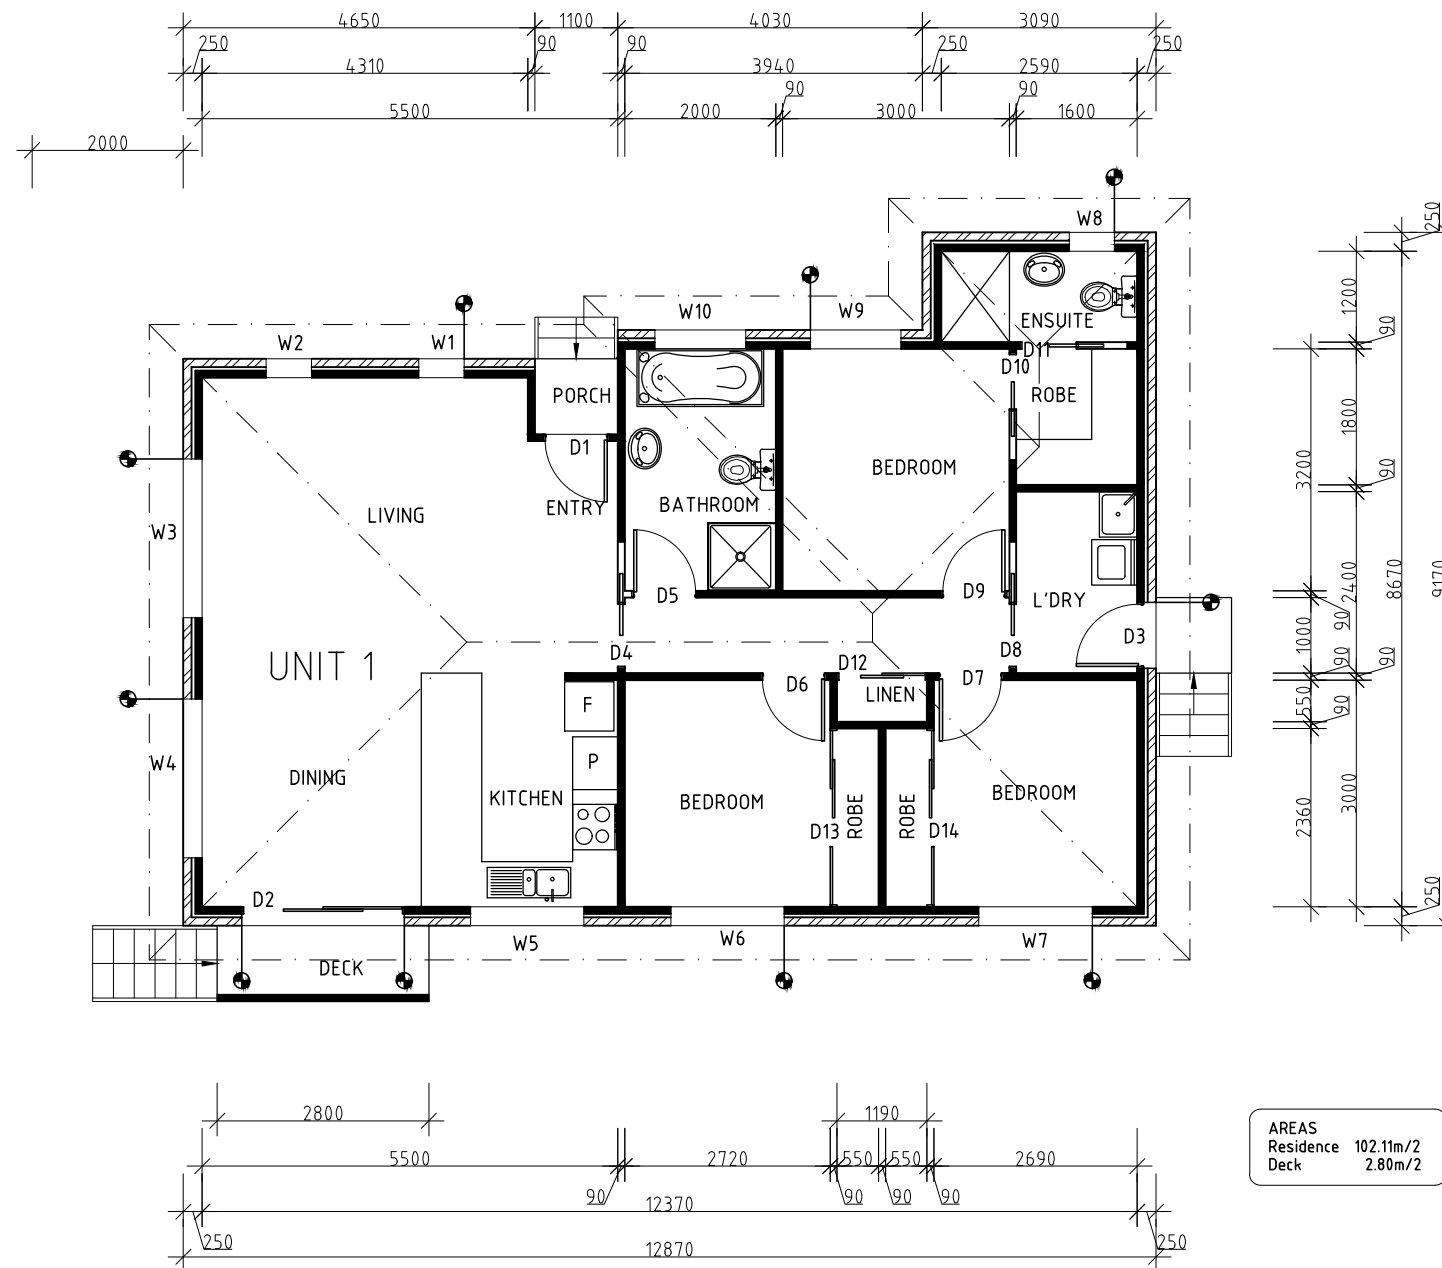 4650 1100 4030 3090
250 90 90 250 250
4310 3940 2590
90 90
5500 2000 3000 1600
2000
W8
250
W10 W9
ENSUITE
1200
90
W2 W1
D11
D10
PORCH
ROBE
1800
D1
BEDROOM
3200
90
LIVING
ENTRY
BATHROOM
W3
D5
D9
L'DRY
2400
8670
9170
D4
D12
D8
D3
1000
90
90
90
UNIT 1
D6
LINEN
D7
F
550
90
W4
DINING
P
KITCHEN
BEDROOM
D13
ROBE
ROBE
D14
BEDROOM
2360
3000
D2
250
W5
W6
W7
DECK
2800 1190
5500 2720 550 550 2690
90 90 90 90
12370
250 250
12870
AREAS
Residence 102.11m/2
Deck 2.80m/2